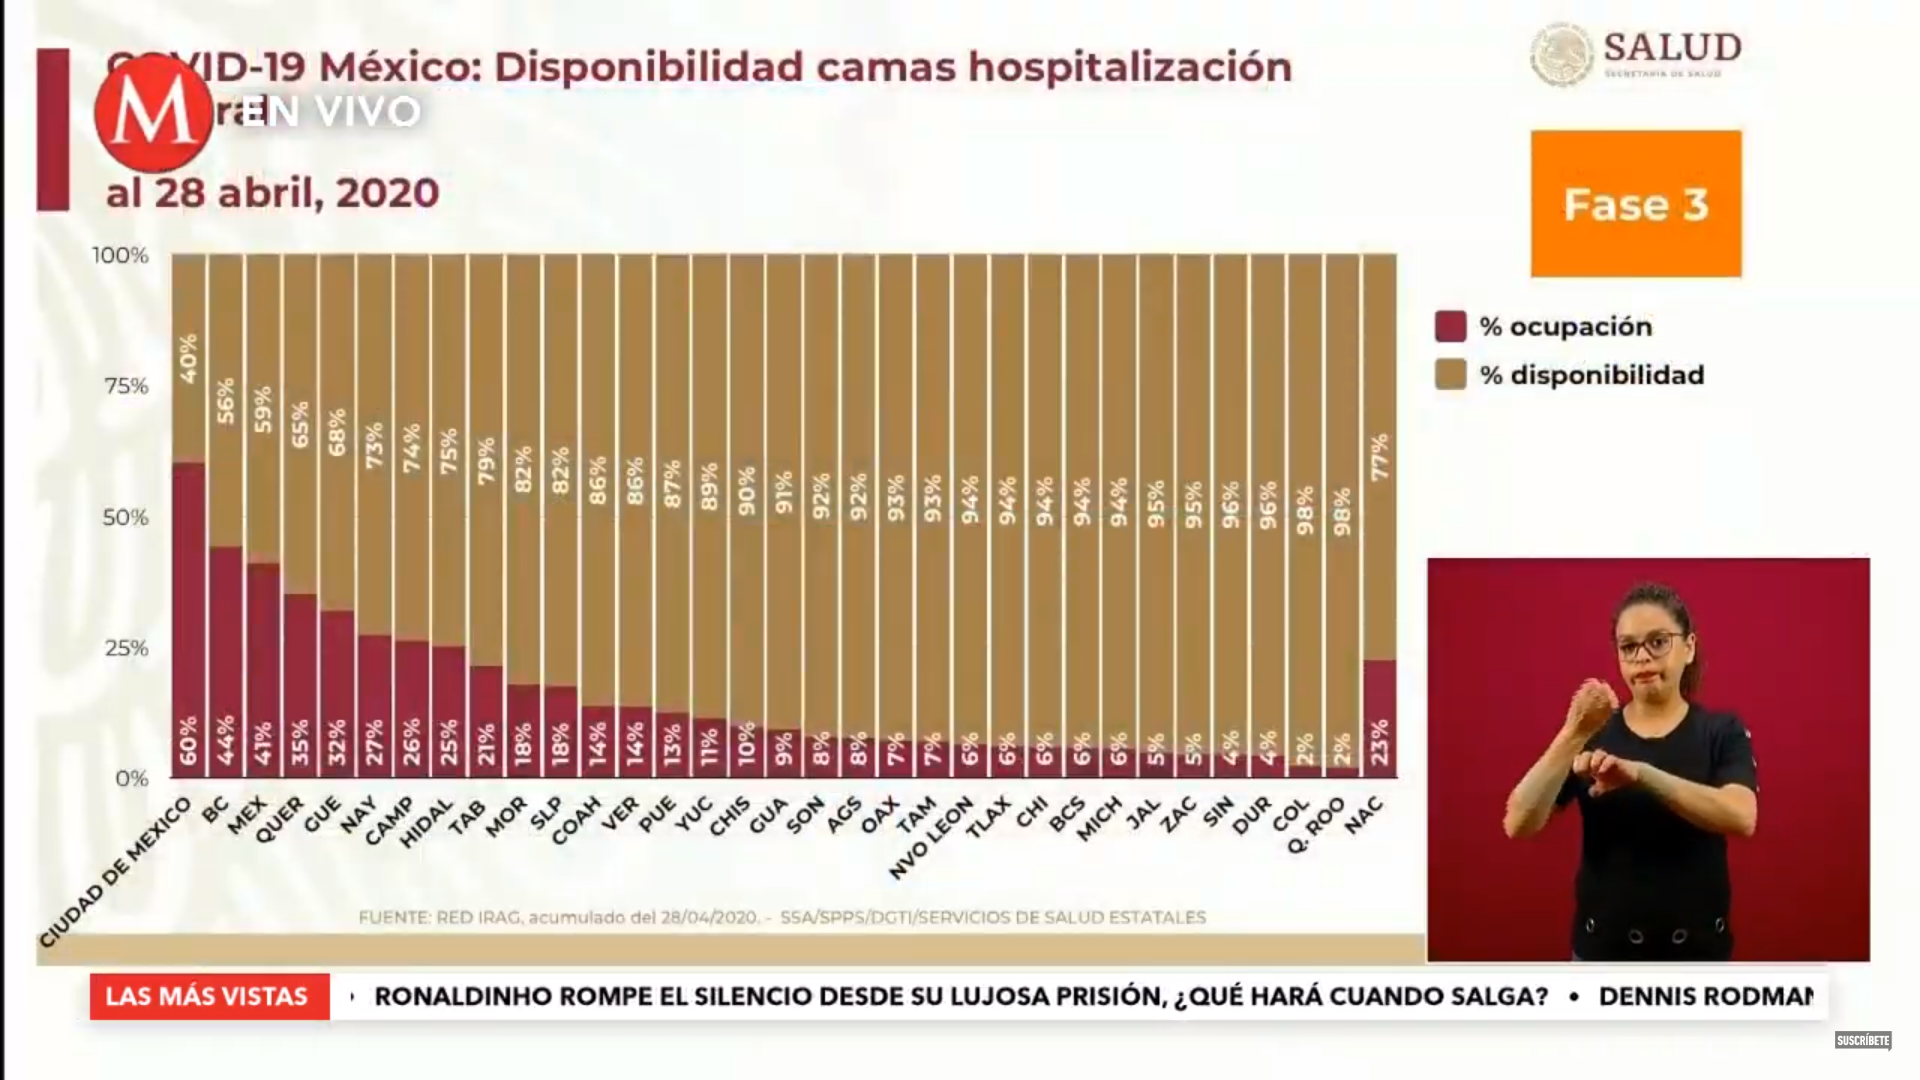 COVID-19 México: Disponibilidad camas hospitalización
M
EN VIVO
al 28 abril, 2020
SALUD
SECRETARÍA DE SALUD
Fase 3
% ocupación
% disponibilidad
100%
75%
50%
25%
0%
40% 56% 59% 65% 68% 73% 74% 75% 79% 82% 82% 86% 86% 87% 89% 90% 91% 92% 92% 93% 93% 94% 94% 94% 94% 94% 95% 95% 96% 96% 98% 98% 77%
60% 44% 41% 35% 32% 27% 26% 25% 21% 18% 18% 14% 14% 13% 11% 10% 9% 8% 8% 7% 7% 6% 6% 6% 6% 6% 5% 5% 4% 4% 2% 2% 23%
CIUDAD DE MEXICO BC MEX QUER GUE NAY CAMP HIDAL TAB MOR SLP COAH VER PUE YUC CHIS GUA SON AGS OAX TAM NVO LEON TLAX CHI BCS MICH JAL ZAC SIN DUR COL Q. ROO NAC
FUENTE: RED IRAG, acumulado del 28/04/2020. - SSA/SPPS/DGTI/SERVICIOS DE SALUD ESTATALES
LAS MÁS VISTAS
RONALDINHO ROMPE EL SILENCIO DESDE SU LUJOSA PRISIÓN, ¿QUÉ HARÁ CUANDO SALGA? • DENNIS RODMAN
SUSCRÍBETE